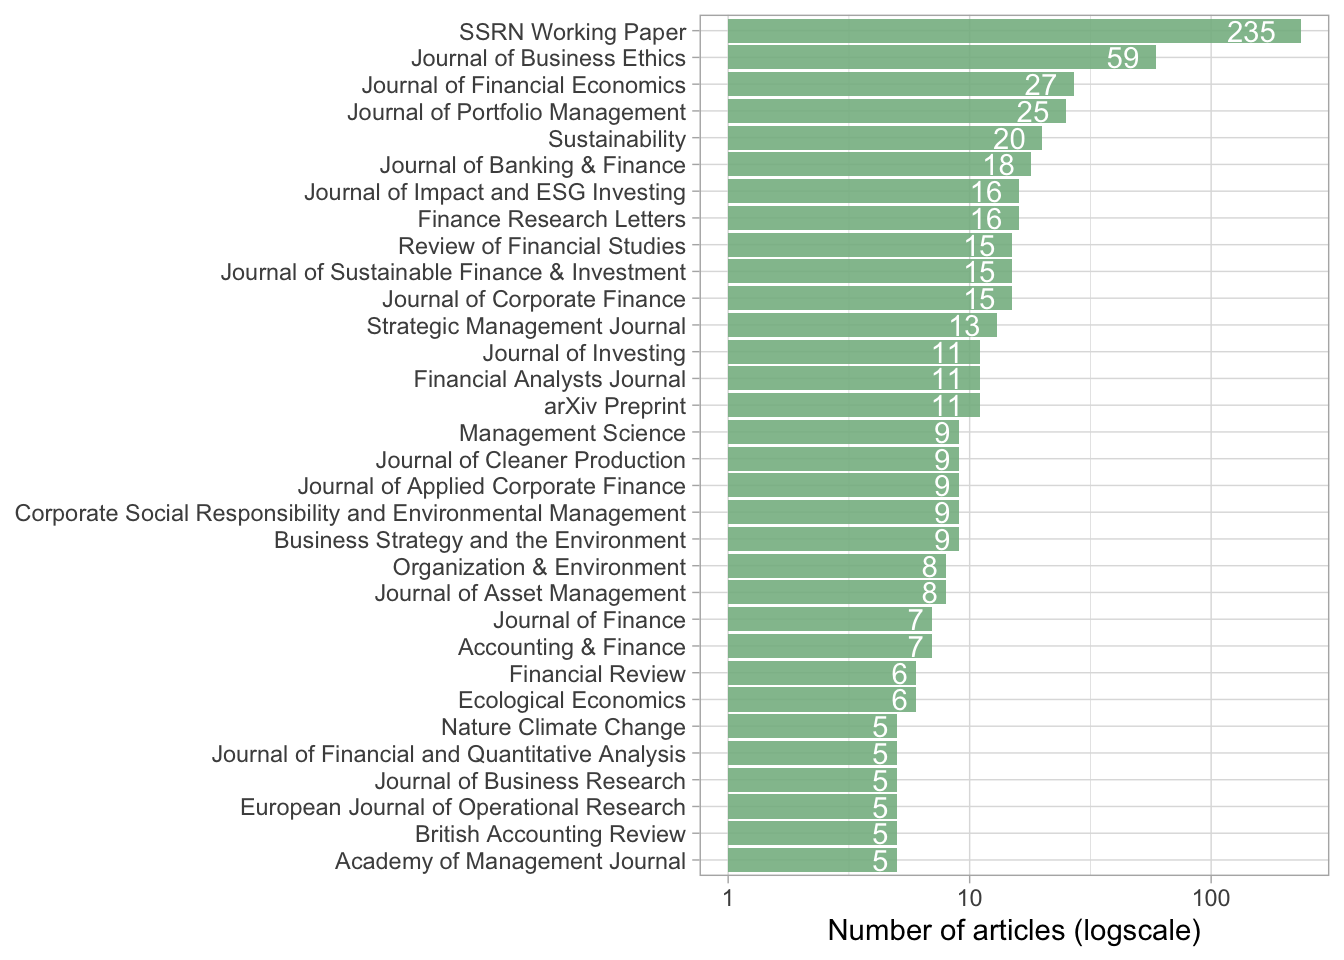 SSRN Working Paper 235
Journal of Business Ethics 59
Journal of Financial Economics 27
Journal of Portfolio Management 25
Sustainability 20
Journal of Banking & Finance 18
Journal of Impact and ESG Investing 16
Finance Research Letters 16
Review of Financial Studies 15
Journal of Sustainable Finance & Investment 15
Journal of Corporate Finance 15
Strategic Management Journal 13
Journal of Investing 11
Financial Analysts Journal 11
arXiv Preprint 11
Management Science 9
Journal of Cleaner Production 9
Journal of Applied Corporate Finance 9
Corporate Social Responsibility and Environmental Management 9
Business Strategy and the Environment 9
Organization & Environment 8
Journal of Asset Management 8
Journal of Finance 7
Accounting & Finance 7
Financial Review 6
Ecological Economics 6
Nature Climate Change 5
Journal of Financial and Quantitative Analysis 5
Journal of Business Research 5
European Journal of Operational Research 5
British Accounting Review 5
Academy of Management Journal 5
1 10 100
Number of articles (logscale)